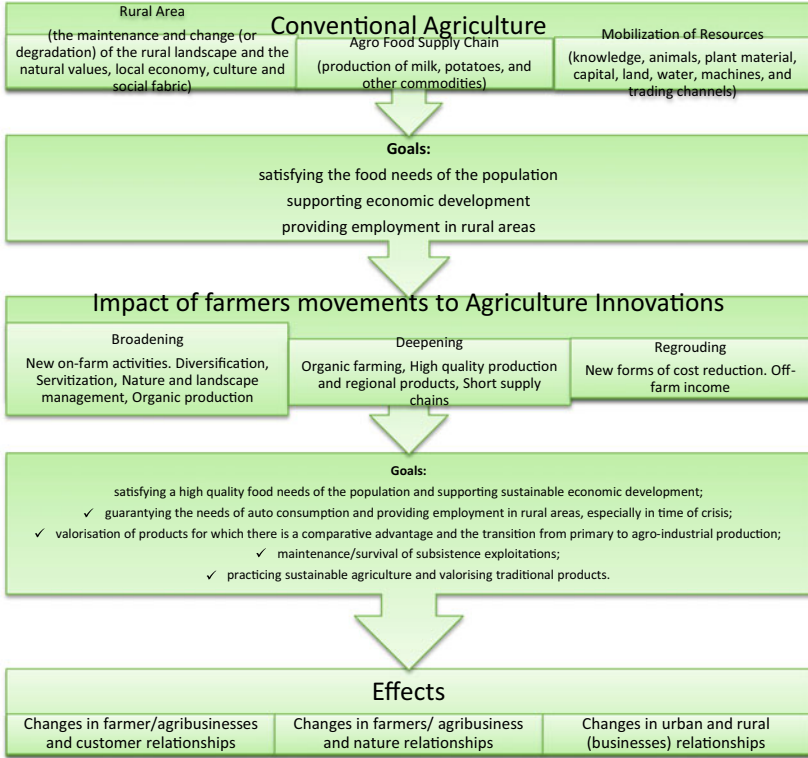 Conventional Agriculture
Rural Area
(the maintenance and change (or
degradation) of the rural landscape and the
natural values, local economy, culture and
social fabric)
Agro Food Supply Chain
(production of milk, potatoes, and
other commodities)
Mobilization of Resources
(knowledge, animals, plant material,
capital, land, water, machines, and
trading channels)
Goals:
satisfying the food needs of the population
supporting economic development
providing employment in rural areas
Impact of farmers movements to Agriculture Innovations
Broadening
New on-farm activities. Diversification,
Servitization, Nature and landscape
management, Organic production
Deepening
Organic farming, High quality production
and regional products, Short supply
chains
Regrouding
New forms of cost reduction. Off-
farm income
Goals:
satisfying a high quality food needs of the population and supporting sustainable economic development;
✓ guarantying the needs of auto consumption and providing employment in rural areas, especially in time of crisis;
✓ valorisation of products for which there is a comparative advantage and the transition from primary to agro-industrial production;
✓ maintenance/survival of subsistence exploitations;
✓ practicing sustainable agriculture and valorising traditional products.
Effects
Changes in farmer/agribusinesses
and customer relationships
Changes in farmers/ agribusiness
and nature relationships
Changes in urban and rural
(businesses) relationships